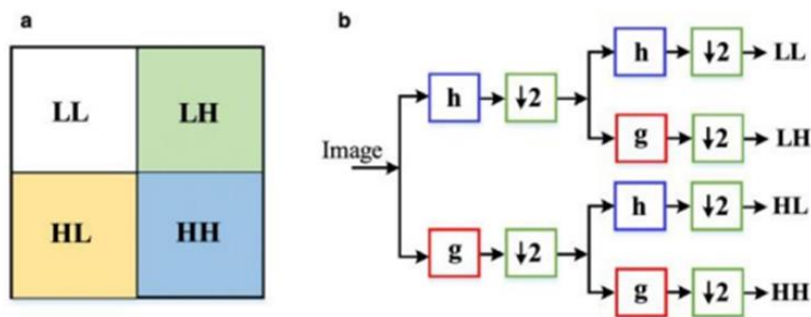 a
LL LH
HL HH
b
h ↓2 LL
h ↓2
g ↓2 LH
Image
h ↓2 HL
g ↓2
g ↓2 HH